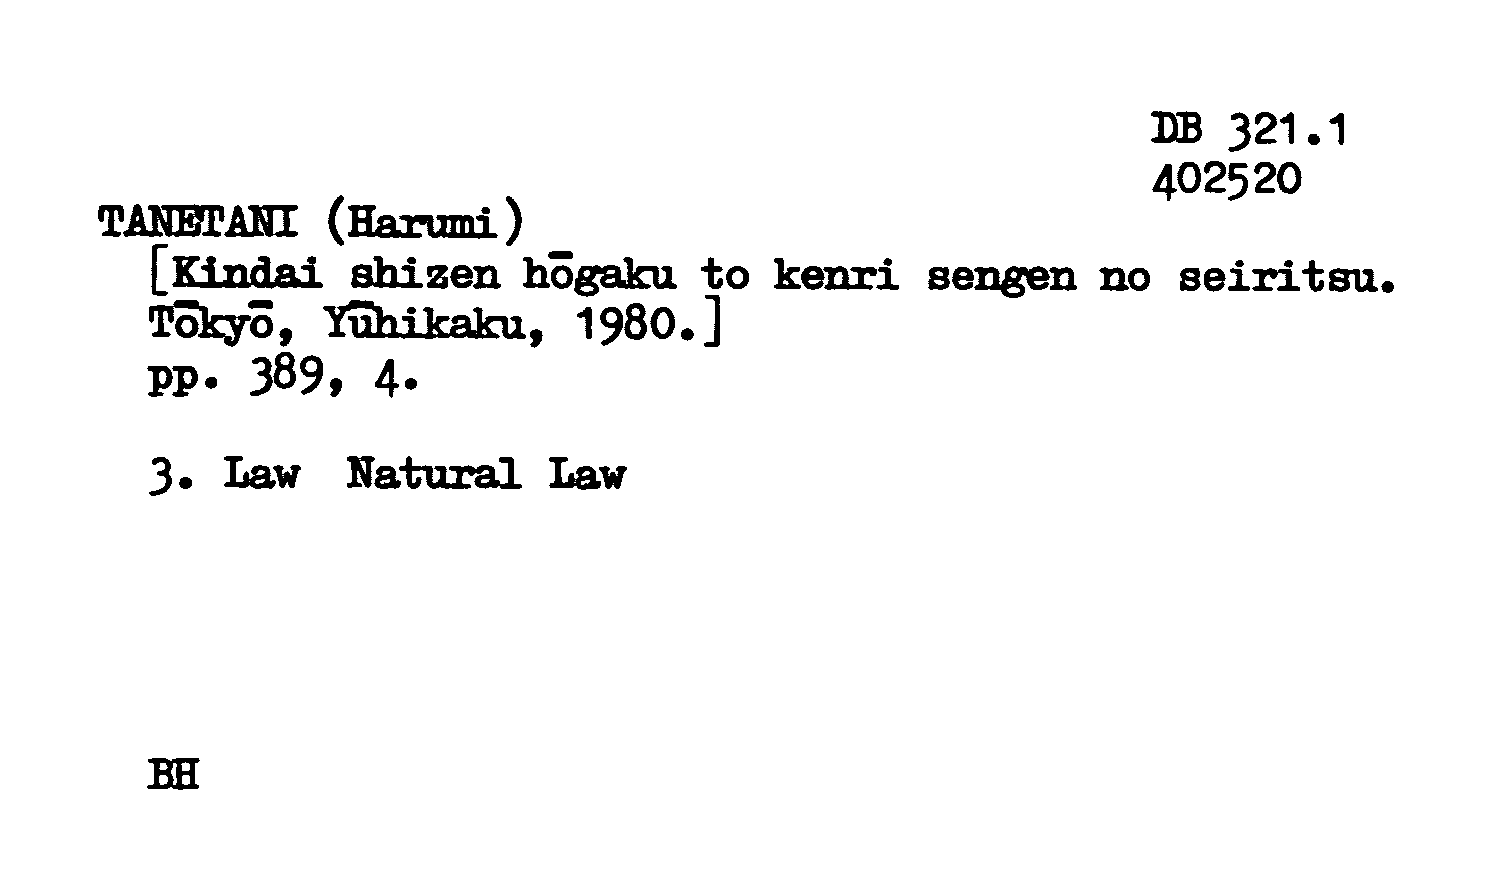 DB 321.1
402520
TANETANI (Harumi)
[Kindai shizen hōgaku to kenri sengen no seiritsu.
Tōkyō, Yūhikaku, 1980.]
pp. 389, 4.
3. Law Natural Law
BH